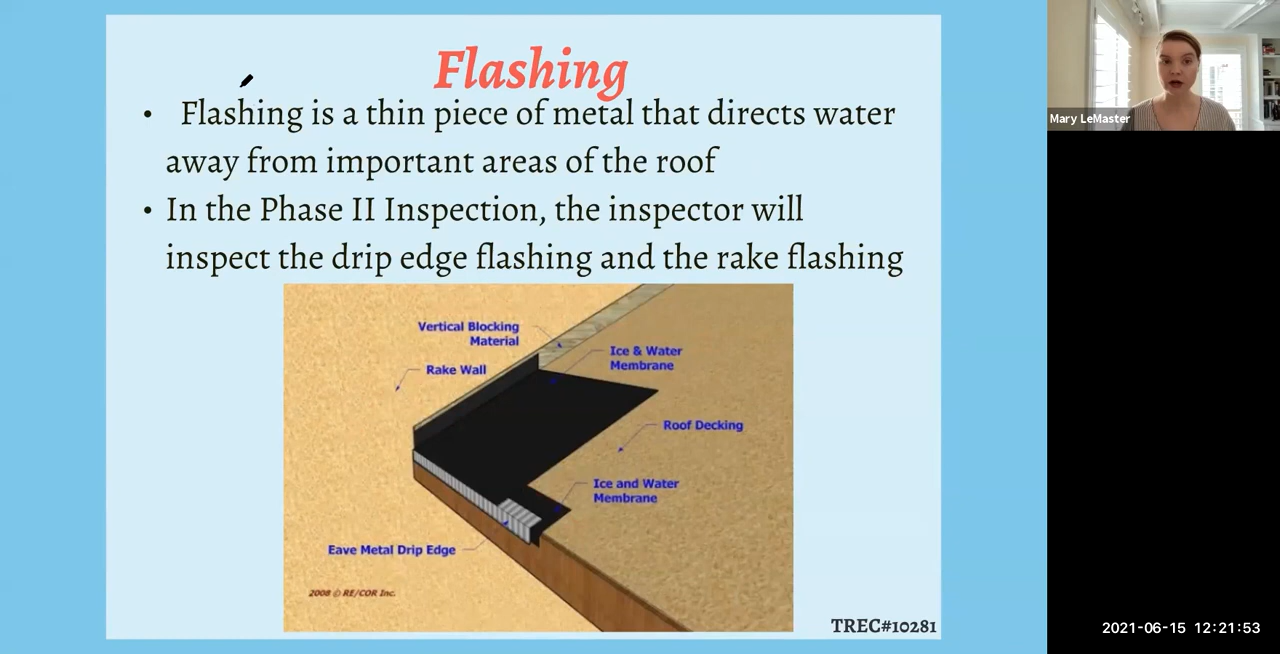 Flashing
• Flashing is a thin piece of metal that directs water
away from important areas of the roof
• In the Phase II Inspection, the inspector will
inspect the drip edge flashing and the rake flashing
Vertical Blocking
Material
Rake Wall
Ice & Water
Membrane
Roof Decking
Ice and Water
Membrane
Eave Metal Drip Edge
2008 © RE/COR Inc.
TREC#10281
Mary LeMaster
2021-06-15 12:21:53